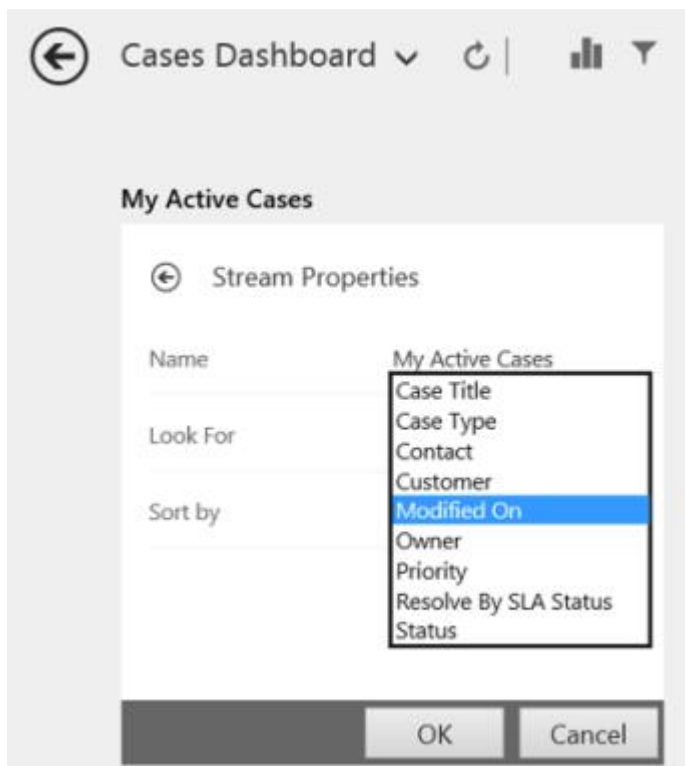 Cases Dashboard
My Active Cases
Stream Properties
Name My Active Cases
Case Title
Case Type
Look For
Contact
Customer
Sort by Modified On
Owner
Priority
Resolve By SLA Status
Status
OK Cancel